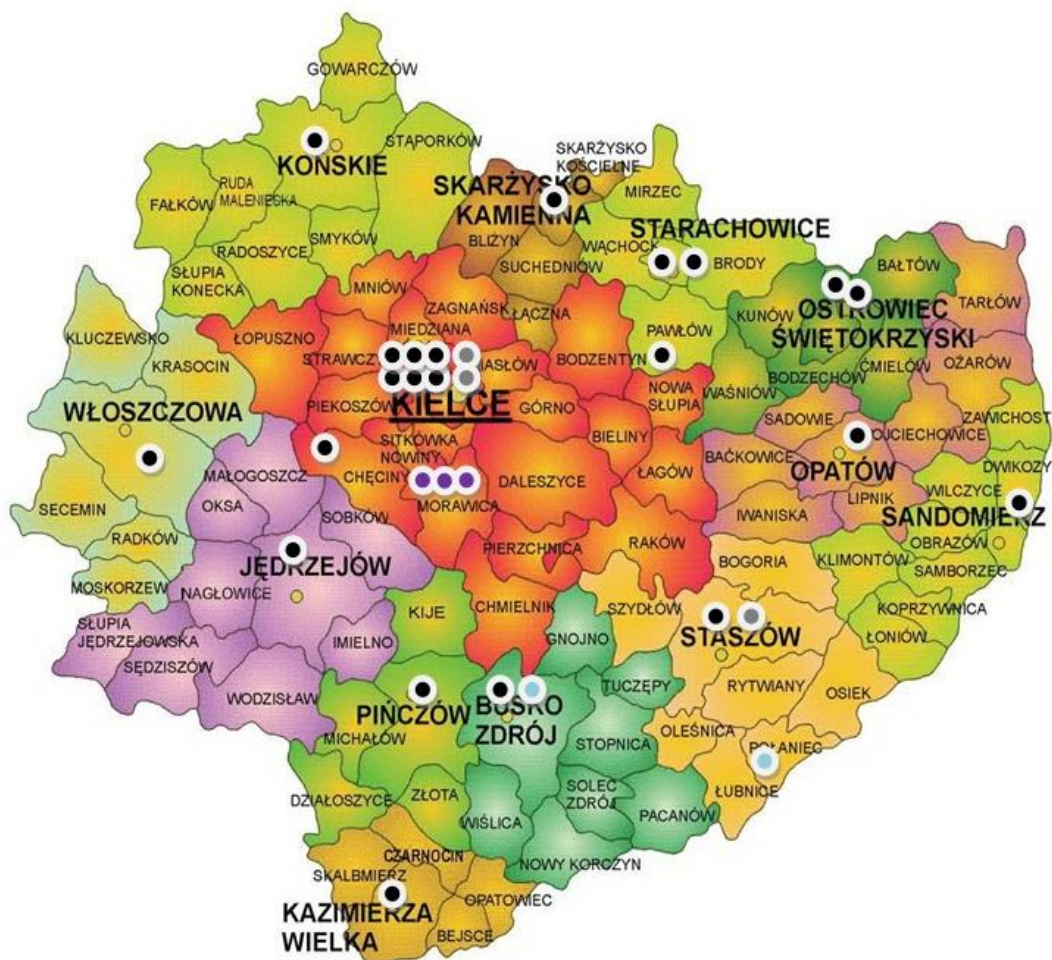 GOWARCZÓW
KOŃSKIE
STĄPORKÓW
RUDA
MALENIECKA
FAŁKÓW
RADOSZYCE
SMYKÓW
SŁUPIA
KONECKA
SKARŻYSKO
KOŚCIELNE
SKARŻYSKO
KAMIENNA
BLIŻYN
SUCHEDNIÓW
ŁĄCZNA
MIRZEC
STARACHOWICE
WĄCHOCK
BRODY
PAWŁÓW
BAŁTÓW
OSTROWIEC
ŚWIĘTOKRZYSKI
KUNÓW
BODZECHÓW
ĆMIELÓW
WAŚNIÓW
TARŁÓW
OŻARÓW
SADOWIE
OJCIECHOWICE
BAĆKOWICE
OPATÓW
LIPNIK
IWANISKA
ZAWICHOST
DWIKOZY
WILCZYCE
SANDOMIERZ
OBRAZÓW
SAMBORZEC
KLIMONTÓW
KOPRZYWNICA
ŁONIÓW
KLUCZEWSKO
KRASOCIN
WŁOSZCZOWA
SECEMIN
RADKÓW
MOSKORZEW
MNIÓW
ZAGNAŃSK
MIEDZIANA
ŁOPUSZNO
STRAWCZY
MASŁÓW
BODZENTYN
NOWA
SŁUPIA
PIEKOSZÓW
KIELCE
GÓRNO
BIELINY
SITKÓWKA
NOWINY
CHĘCINY
MORAWICA
DALESZYCE
ŁAGÓW
RAKÓW
PIERZCHNICA
CHMIELNIK
MAŁOGOSZCZ
OKSA
SOBKÓW
JĘDRZEJÓW
NAGŁOWICE
SŁUPIA
JĘDRZEJOWSKA
SĘDZISZÓW
IMIELNO
WODZISŁAW
KIJE
PIŃCZÓW
MICHAŁÓW
DZIAŁOSZYCE
ZŁOTA
GNOJNO
BUSKO
ZDRÓJ
TUCZĘPY
STOPNICA
SOLEC
ZDRÓJ
PACANÓW
WIŚLICA
NOWY KORCZYN
BOGORIA
SZYDŁÓW
STASZÓW
RYTWIANY
OSIEK
OLEŚNICA
POŁANIEC
ŁUBNICE
CZARNOCIN
SKALBMIERZ
KAZIMIERZA
WIELKA
OPATOWIEC
BEJSCE